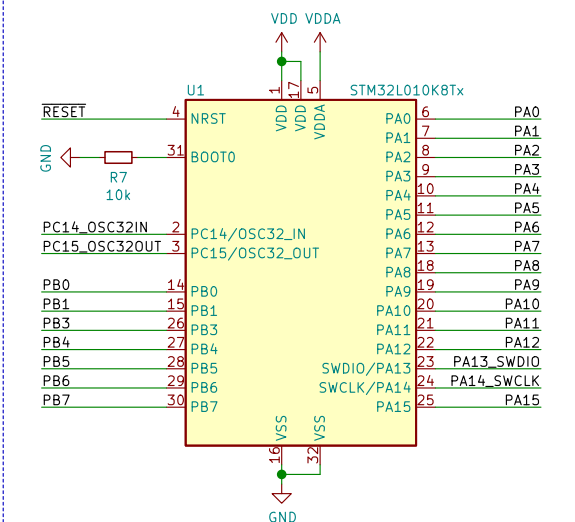 VDD VDDA
U1 STM32L010K8Tx
1 17 5
VDD VDD VDDA
RESET 4 NRST PA0 6 PA0
PA1 7 PA1
GND R7 10k 31 BOOT0 PA2 8 PA2
PA3 9 PA3
PA4 10 PA4
PA5 11 PA5
PC14_OSC32IN 2 PC14/OSC32_IN PA6 12 PA6
PC15_OSC32OUT 3 PC15/OSC32_OUT PA7 13 PA7
PA8 18 PA8
PB0 14 PB0 PA9 19 PA9
PB1 15 PB1 PA10 20 PA10
PB3 26 PB3 PA11 21 PA11
PB4 27 PB4 PA12 22 PA12
PB5 28 PB5 SWDIO/PA13 23 PA13_SWDIO
PB6 29 PB6 SWCLK/PA14 24 PA14_SWCLK
PB7 30 PB7 PA15 25 PA15
VSS VSS
16 32
GND